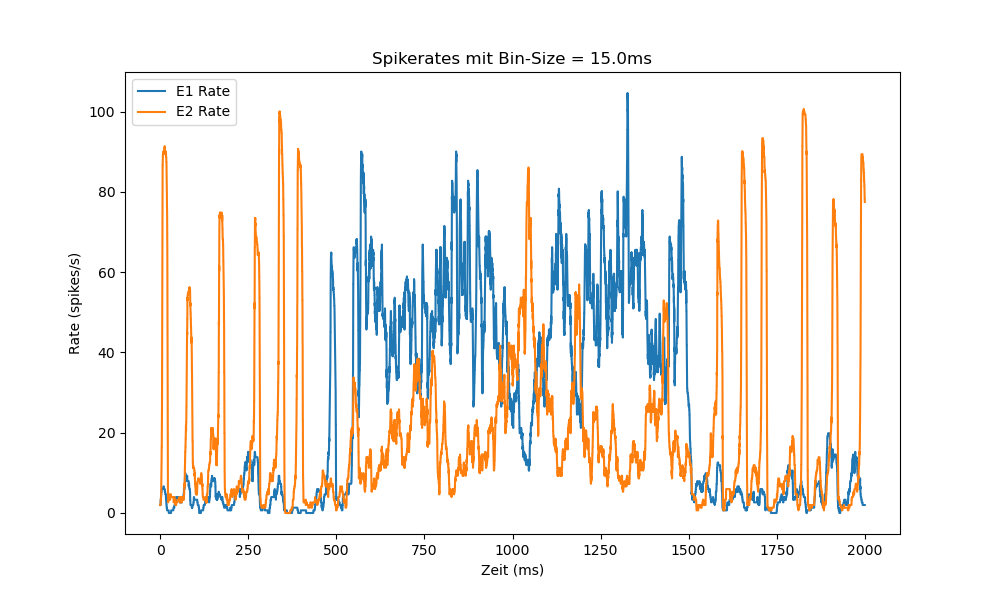 Spikerates mit Bin-Size = 15.0ms
E1 Rate
E2 Rate
100
80
60
40
20
0
Rate (spikes/s)
0 250 500 750 1000 1250 1500 1750 2000
Zeit (ms)